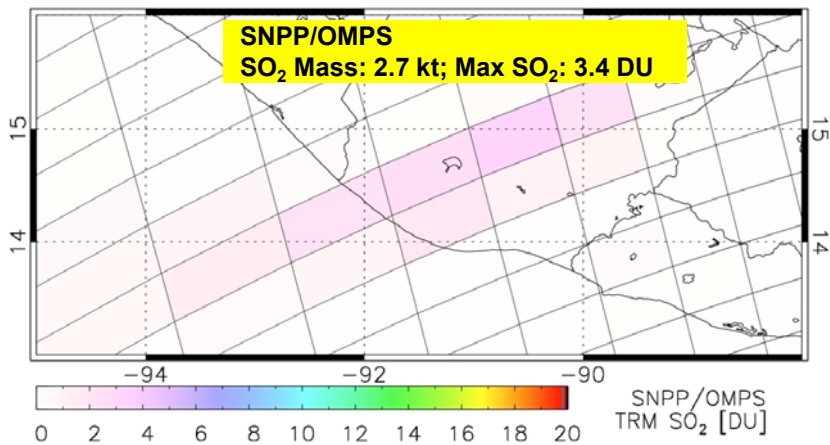 SNPP/OMPS
SO₂ Mass: 2.7 kt; Max SO₂: 3.4 DU
15 15
14 14
-94 -92 -90
0 2 4 6 8 10 12 14 16 18 20
SNPP/OMPS
TRM SO₂ [DU]